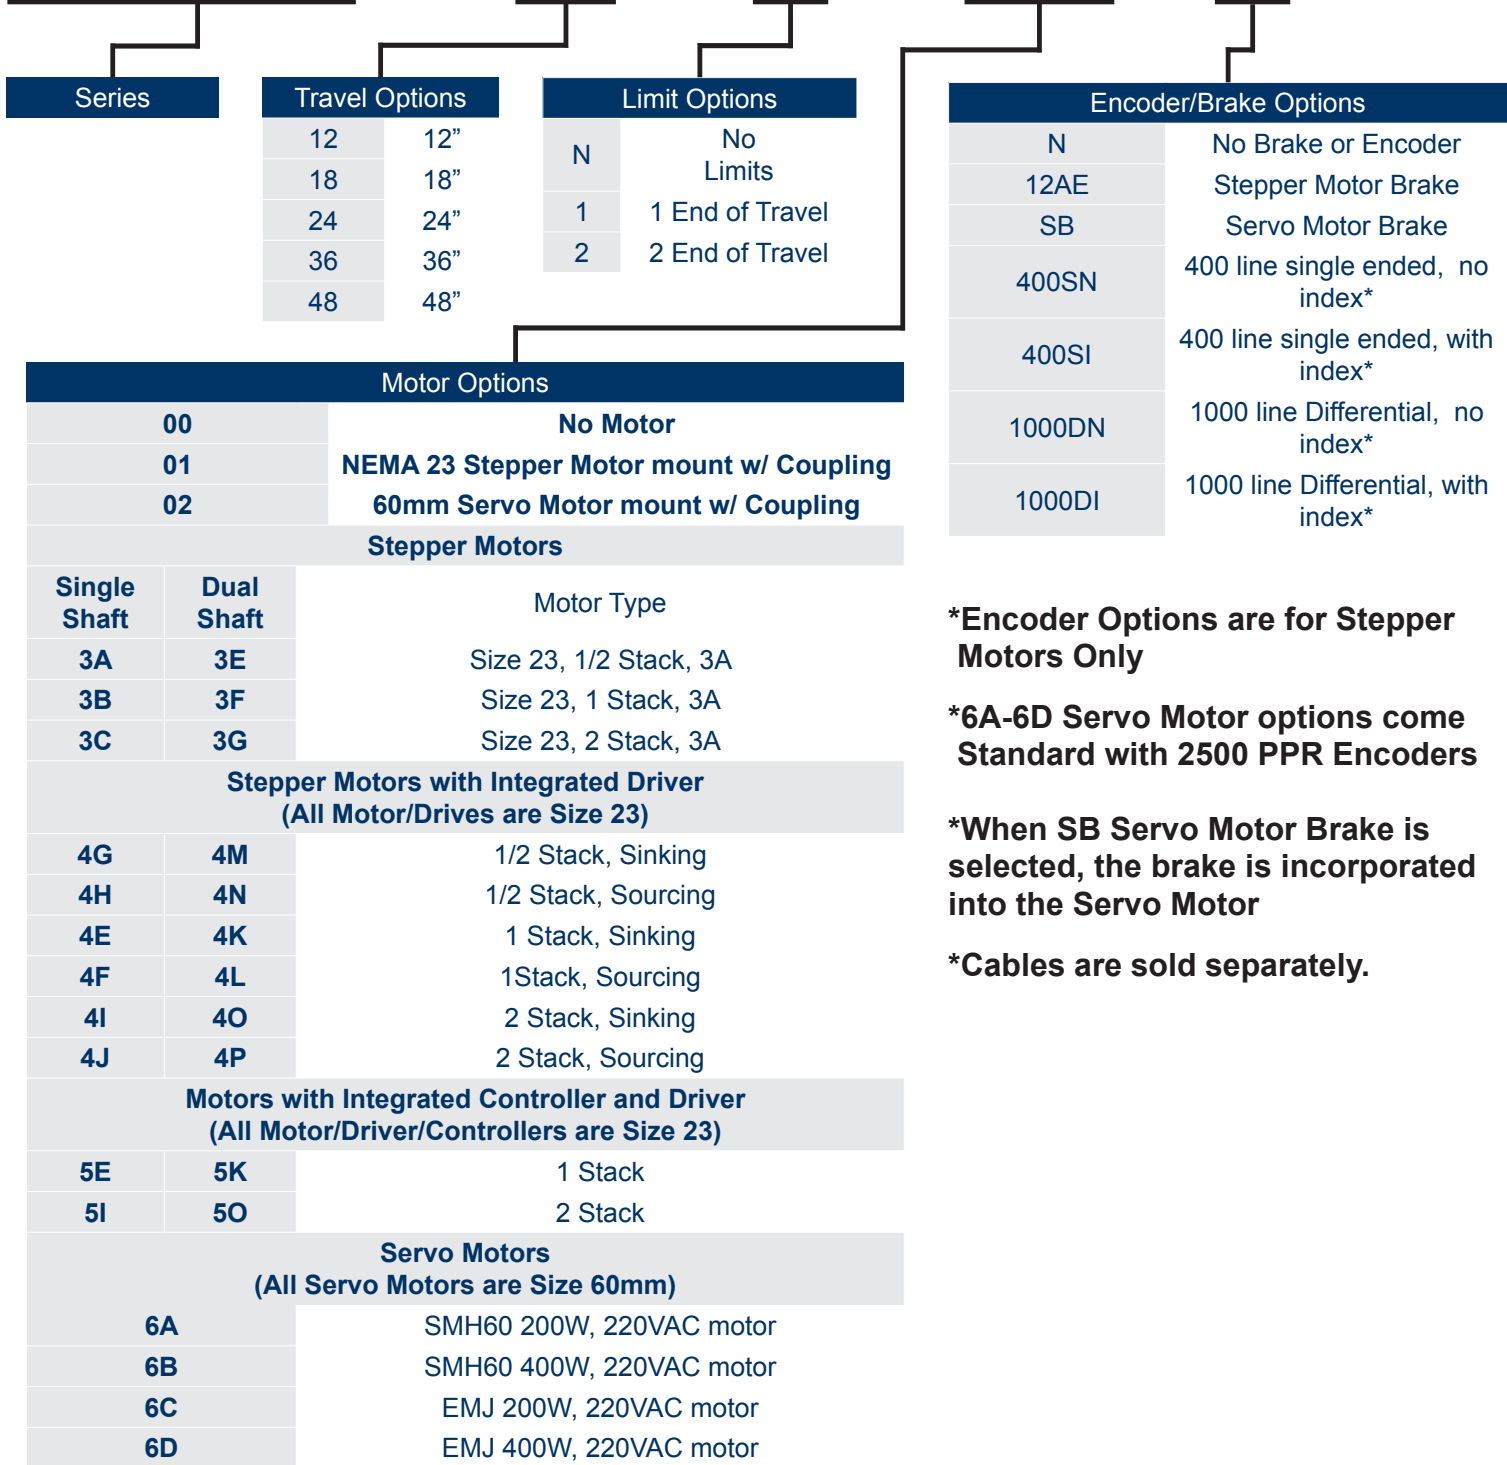 Series
Travel Options
12 12”
18 18”
24 24”
36 36”
48 48”
Limit Options
N No
Limits
1 1 End of Travel
2 2 End of Travel
Encoder/Brake Options
N No Brake or Encoder
12AE Stepper Motor Brake
SB Servo Motor Brake
400SN 400 line single ended, no
index*
400SI 400 line single ended, with
index*
1000DN 1000 line Differential, no
index*
1000DI 1000 line Differential, with
index*
Motor Options
00 No Motor
01 NEMA 23 Stepper Motor mount w/ Coupling
02 60mm Servo Motor mount w/ Coupling
Stepper Motors
Single Dual
Shaft Shaft
Motor Type
3A 3E Size 23, 1/2 Stack, 3A
3B 3F Size 23, 1 Stack, 3A
3C 3G Size 23, 2 Stack, 3A
Stepper Motors with Integrated Driver
(All Motor/Drives are Size 23)
4G 4M 1/2 Stack, Sinking
4H 4N 1/2 Stack, Sourcing
4E 4K 1 Stack, Sinking
4F 4L 1Stack, Sourcing
4I 4O 2 Stack, Sinking
4J 4P 2 Stack, Sourcing
Motors with Integrated Controller and Driver
(All Motor/Driver/Controllers are Size 23)
5E 5K 1 Stack
5I 5O 2 Stack
Servo Motors
(All Servo Motors are Size 60mm)
6A SMH60 200W, 220VAC motor
6B SMH60 400W, 220VAC motor
6C EMJ 200W, 220VAC motor
6D EMJ 400W, 220VAC motor
*Encoder Options are for Stepper
Motors Only
*6A-6D Servo Motor options come
Standard with 2500 PPR Encoders
*When SB Servo Motor Brake is
selected, the brake is incorporated
into the Servo Motor
*Cables are sold separately.